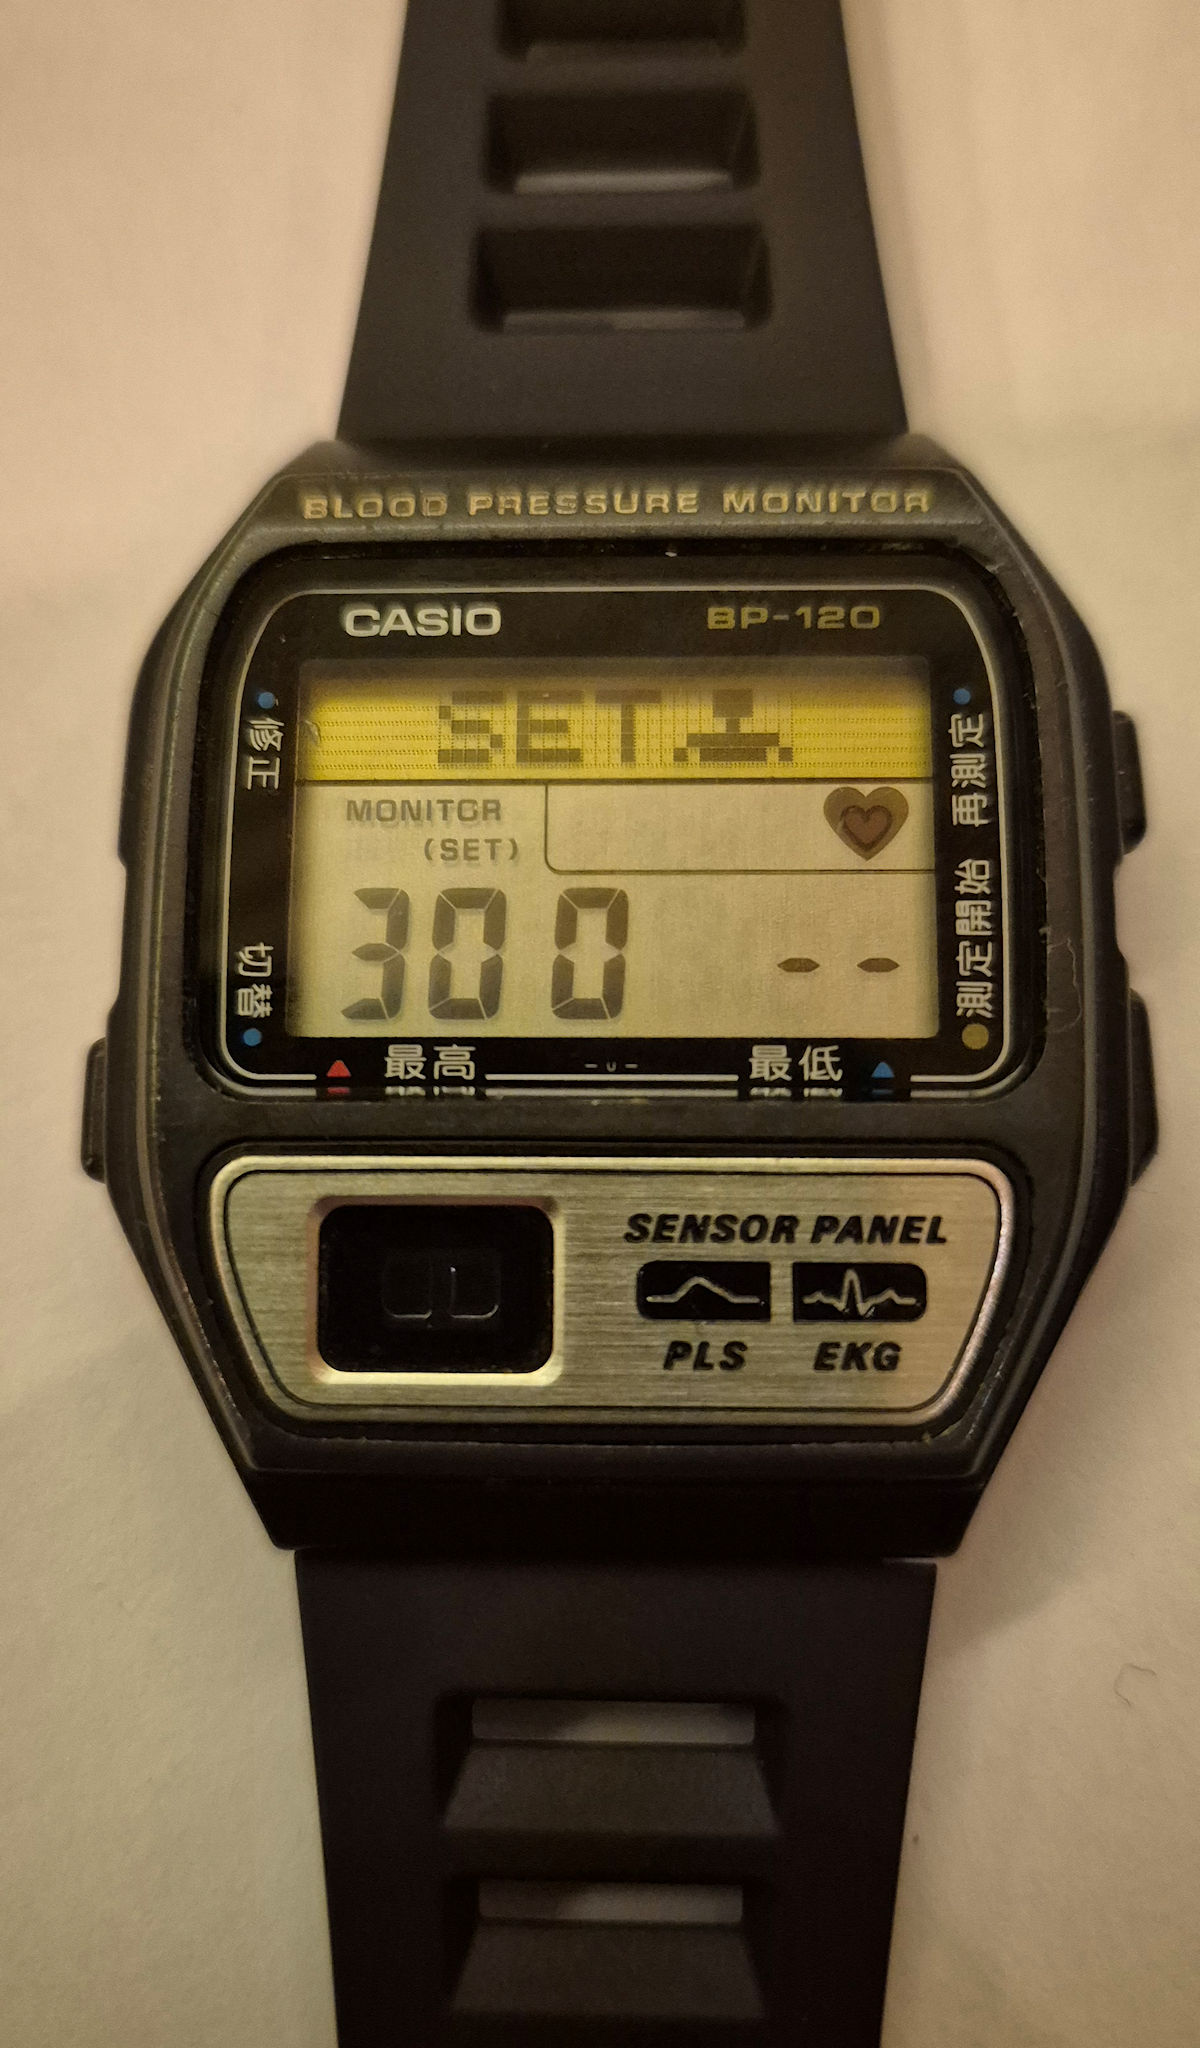 BLOOD PRESSURE MONITOR
CASIO BP-120
SET
修正
再測定
MONITOR
(SET)
300 --
切替
測定開始
最高 - U - 最低
SENSOR PANEL
PLS EKG